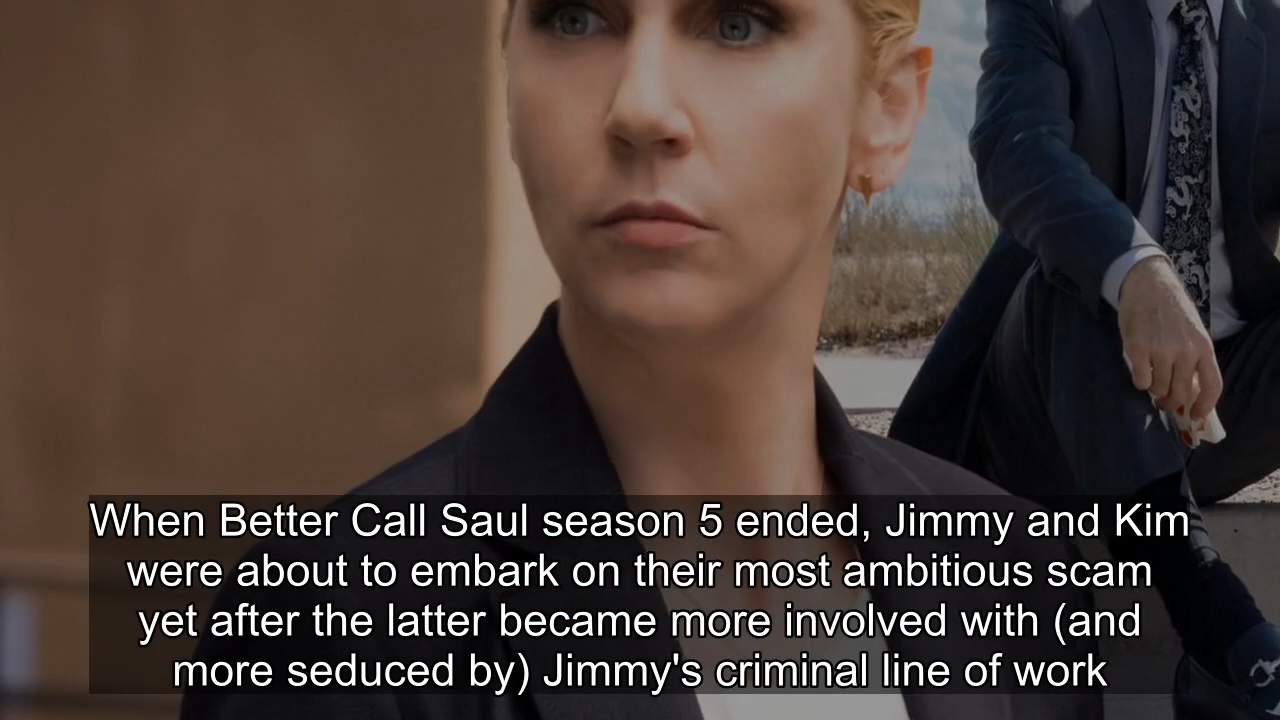 When Better Call Saul season 5 ended, Jimmy and Kim
were about to embark on their most ambitious scam
yet after the latter became more involved with (and
more seduced by) Jimmy's criminal line of work